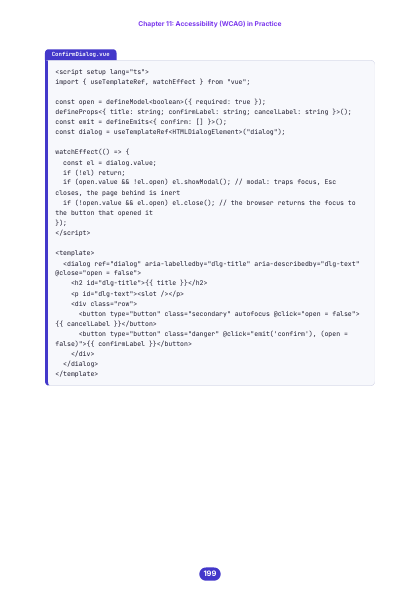 Chapter 11: Accessibility (WCAG) in Practice
ConfirmDialog.vue
<script setup lang="ts">
import { useTemplateRef, watchEffect } from "vue";

const open = defineModel<boolean>({ required: true });
defineProps<{ title: string; confirmLabel: string; cancelLabel: string }>();
const emit = defineEmits<{ confirm: [] }>();
const dialog = useTemplateRef<HTMLDialogElement>("dialog");

watchEffect(() => {
  const el = dialog.value;
  if (!el) return;
  if (open.value && !el.open) el.showModal(); // modal: traps focus, Esc
closes, the page behind is inert
  if (!open.value && el.open) el.close(); // the browser returns the focus to
the button that opened it
});
</script>

<template>
  <dialog ref="dialog" aria-labelledby="dlg-title" aria-describedby="dlg-text"
@close="open = false">
    <h2 id="dlg-title">{{ title }}</h2>
    <p id="dlg-text"><slot /></p>
    <div class="row">
      <button type="button" class="secondary" autofocus @click="open = false">
{{ cancelLabel }}</button>
      <button type="button" class="danger" @click="emit('confirm'), (open =
false)">{{ confirmLabel }}</button>
    </div>
  </dialog>
</template>
199